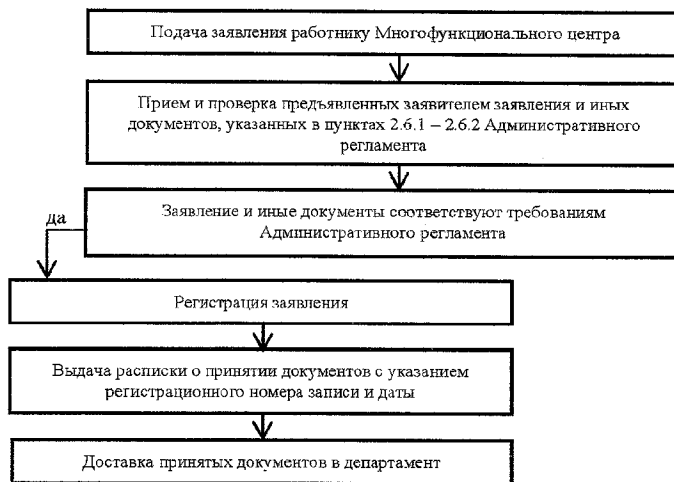 Подача заявления работнику Многофункционального центра
Прием и проверка предъявленных заявителем заявления и иных
документов, указанных в пунктах 2.6.1 – 2.6.2 Административного
регламента
Заявление и иные документы соответствуют требованиям
Административного регламента
да
Регистрация заявления
Выдача расписки о принятии документов с указанием
регистрационного номера записи и даты
Доставка принятых документов в департамент